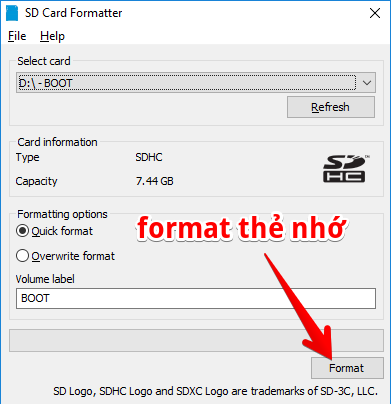 SD Card Formatter
File Help
Select card
D:\ - BOOT
Refresh
Card information
Type SDHC
Capacity 7.44 GB
SD
HC
Formatting options
Quick format
Overwrite format
format thẻ nhớ
Volume label
BOOT
Format
SD Logo, SDHC Logo and SDXC Logo are trademarks of SD-3C, LLC.